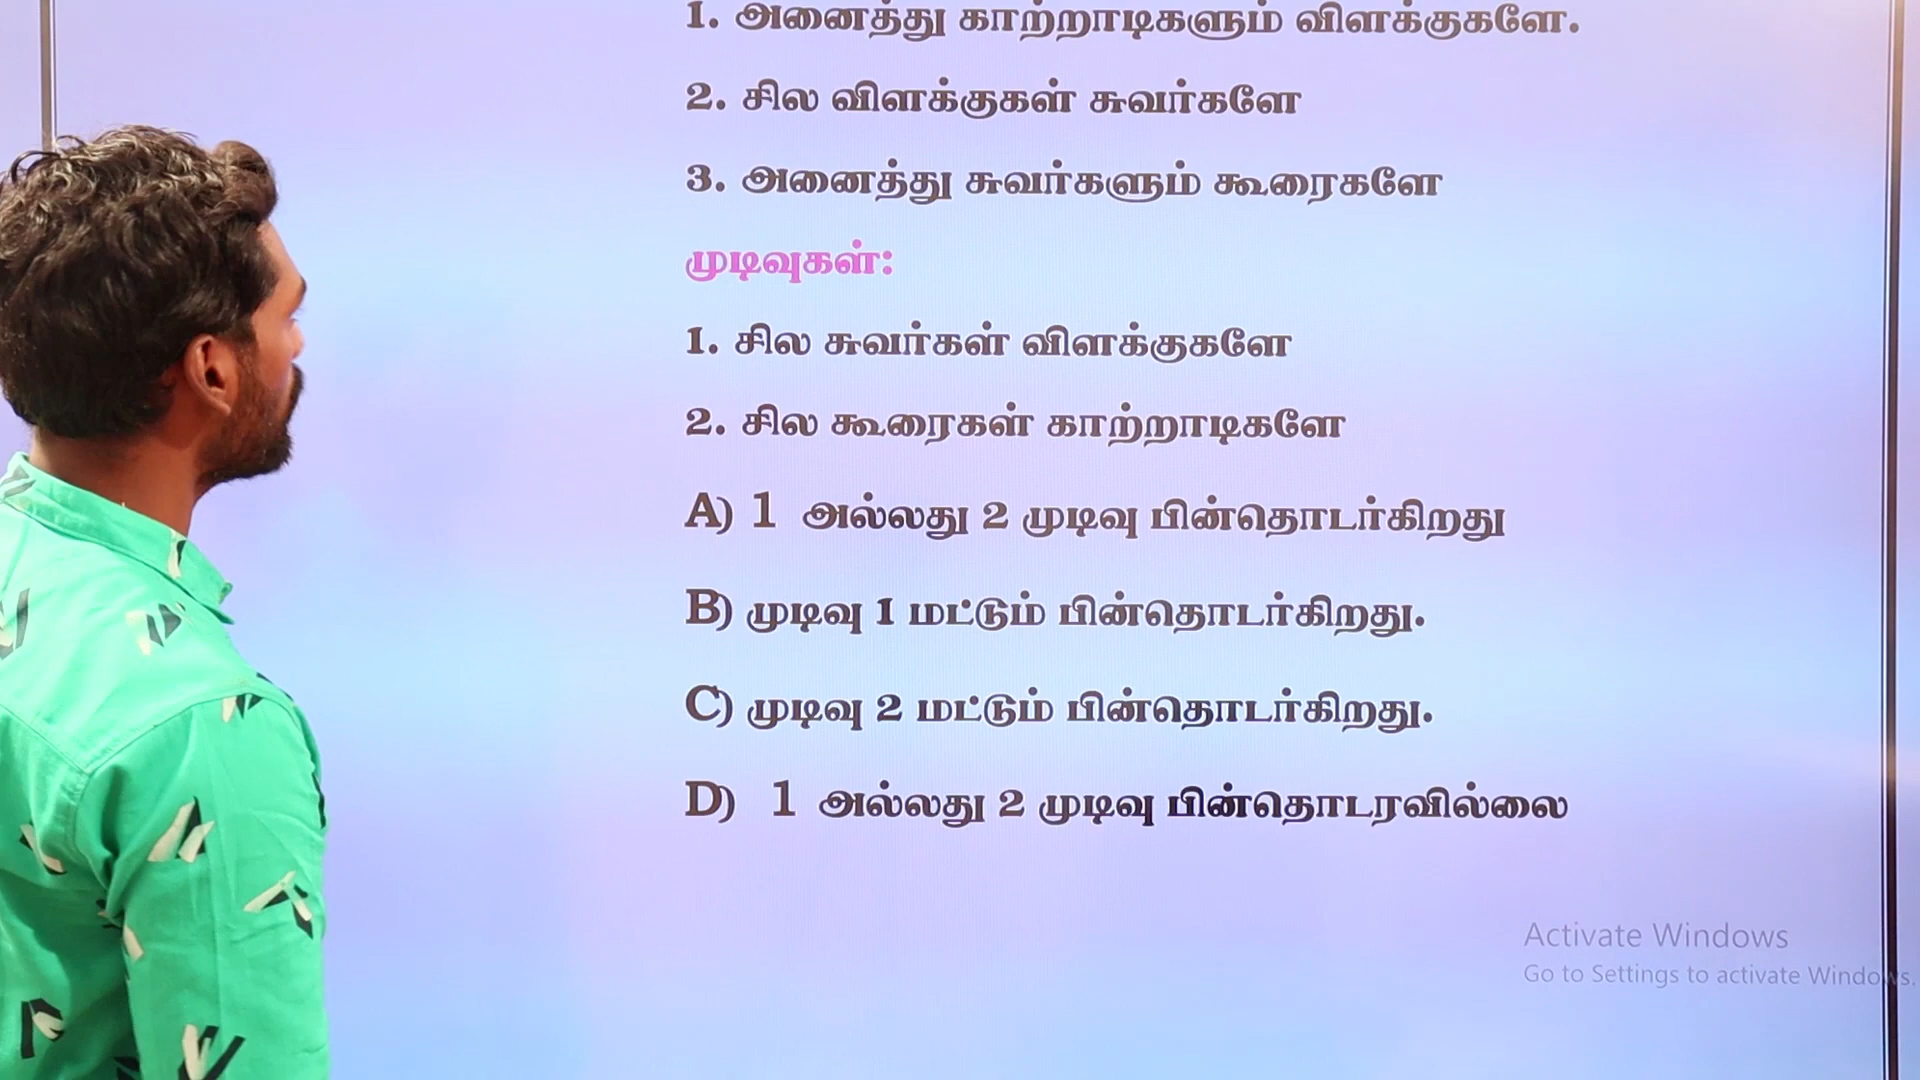 1. அனைத்து காற்றாடிகளும் விளக்குகளே.
2. சில விளக்குகள் சுவர்களே
3. அனைத்து சுவர்களும் கூரைகளே
முடிவுகள்:
1. சில சுவர்கள் விளக்குகளே
2. சில கூரைகள் காற்றாடிகளே
A) 1 அல்லது 2 முடிவு பின்தொடர்கிறது
B) முடிவு 1 மட்டும் பின்தொடர்கிறது.
C) முடிவு 2 மட்டும் பின்தொடர்கிறது.
D) 1 அல்லது 2 முடிவு பின்தொடரவில்லை
Activate Windows
Go to Settings to activate Windows.